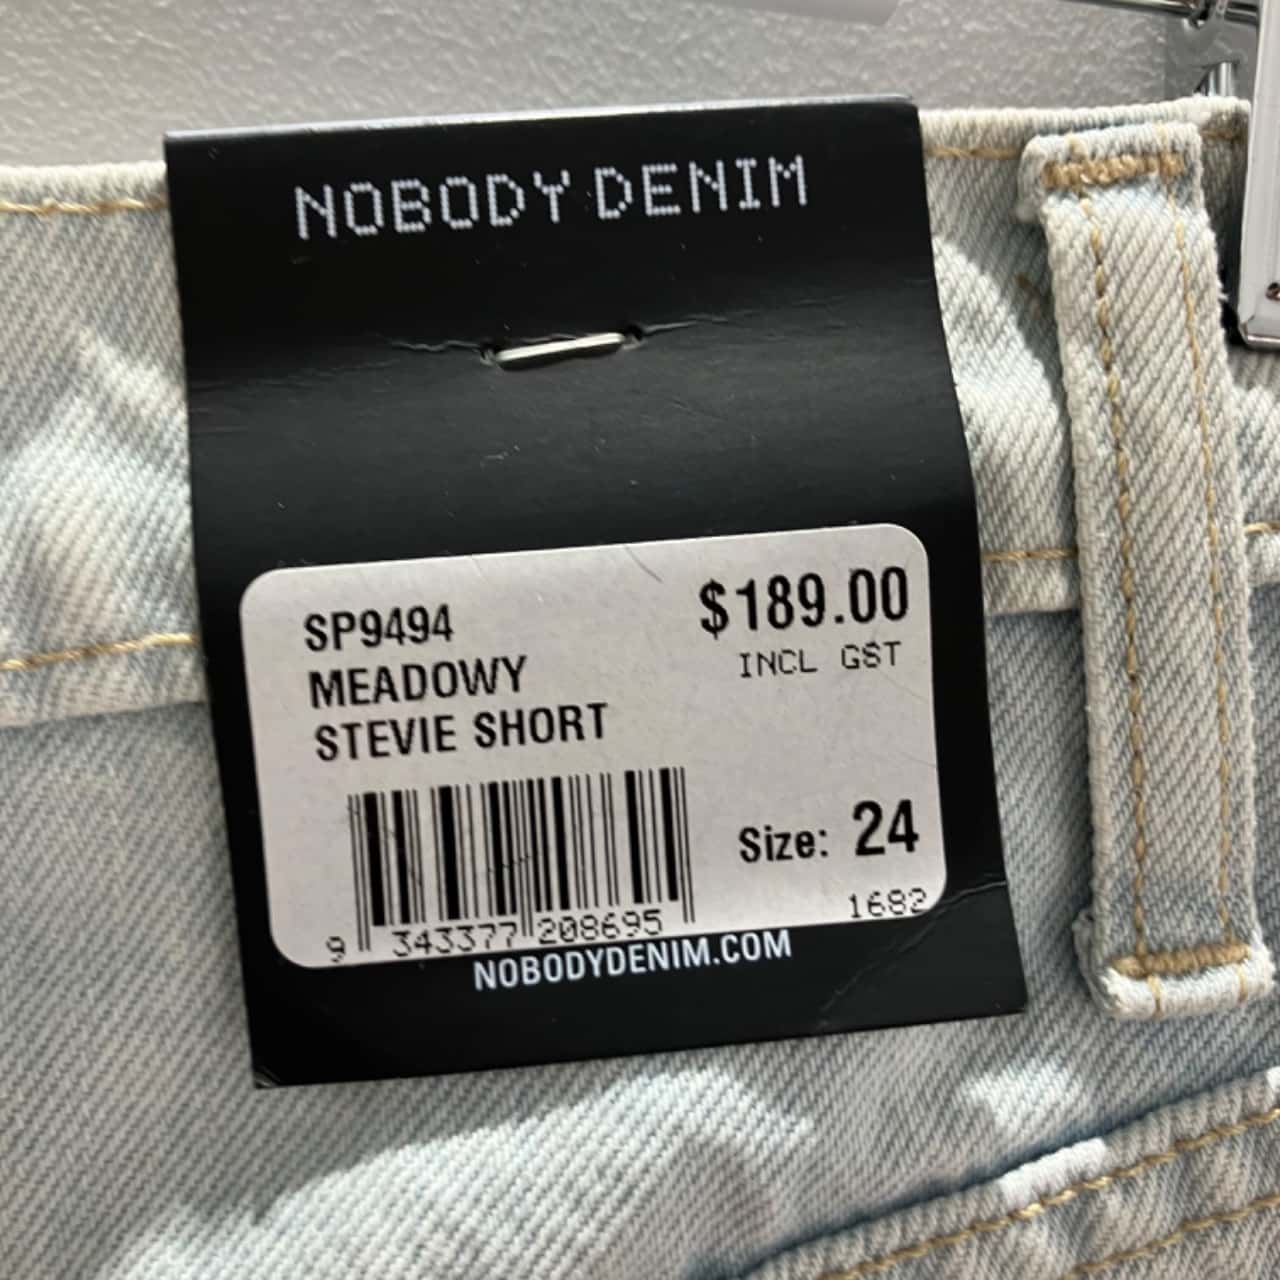 NOBODY DENIM
SP9494
MEADOWY
STEVIE SHORT
$189.00
INCL GST
Size: 24
1682
9 343377 208695
NOBODYDENIM.COM